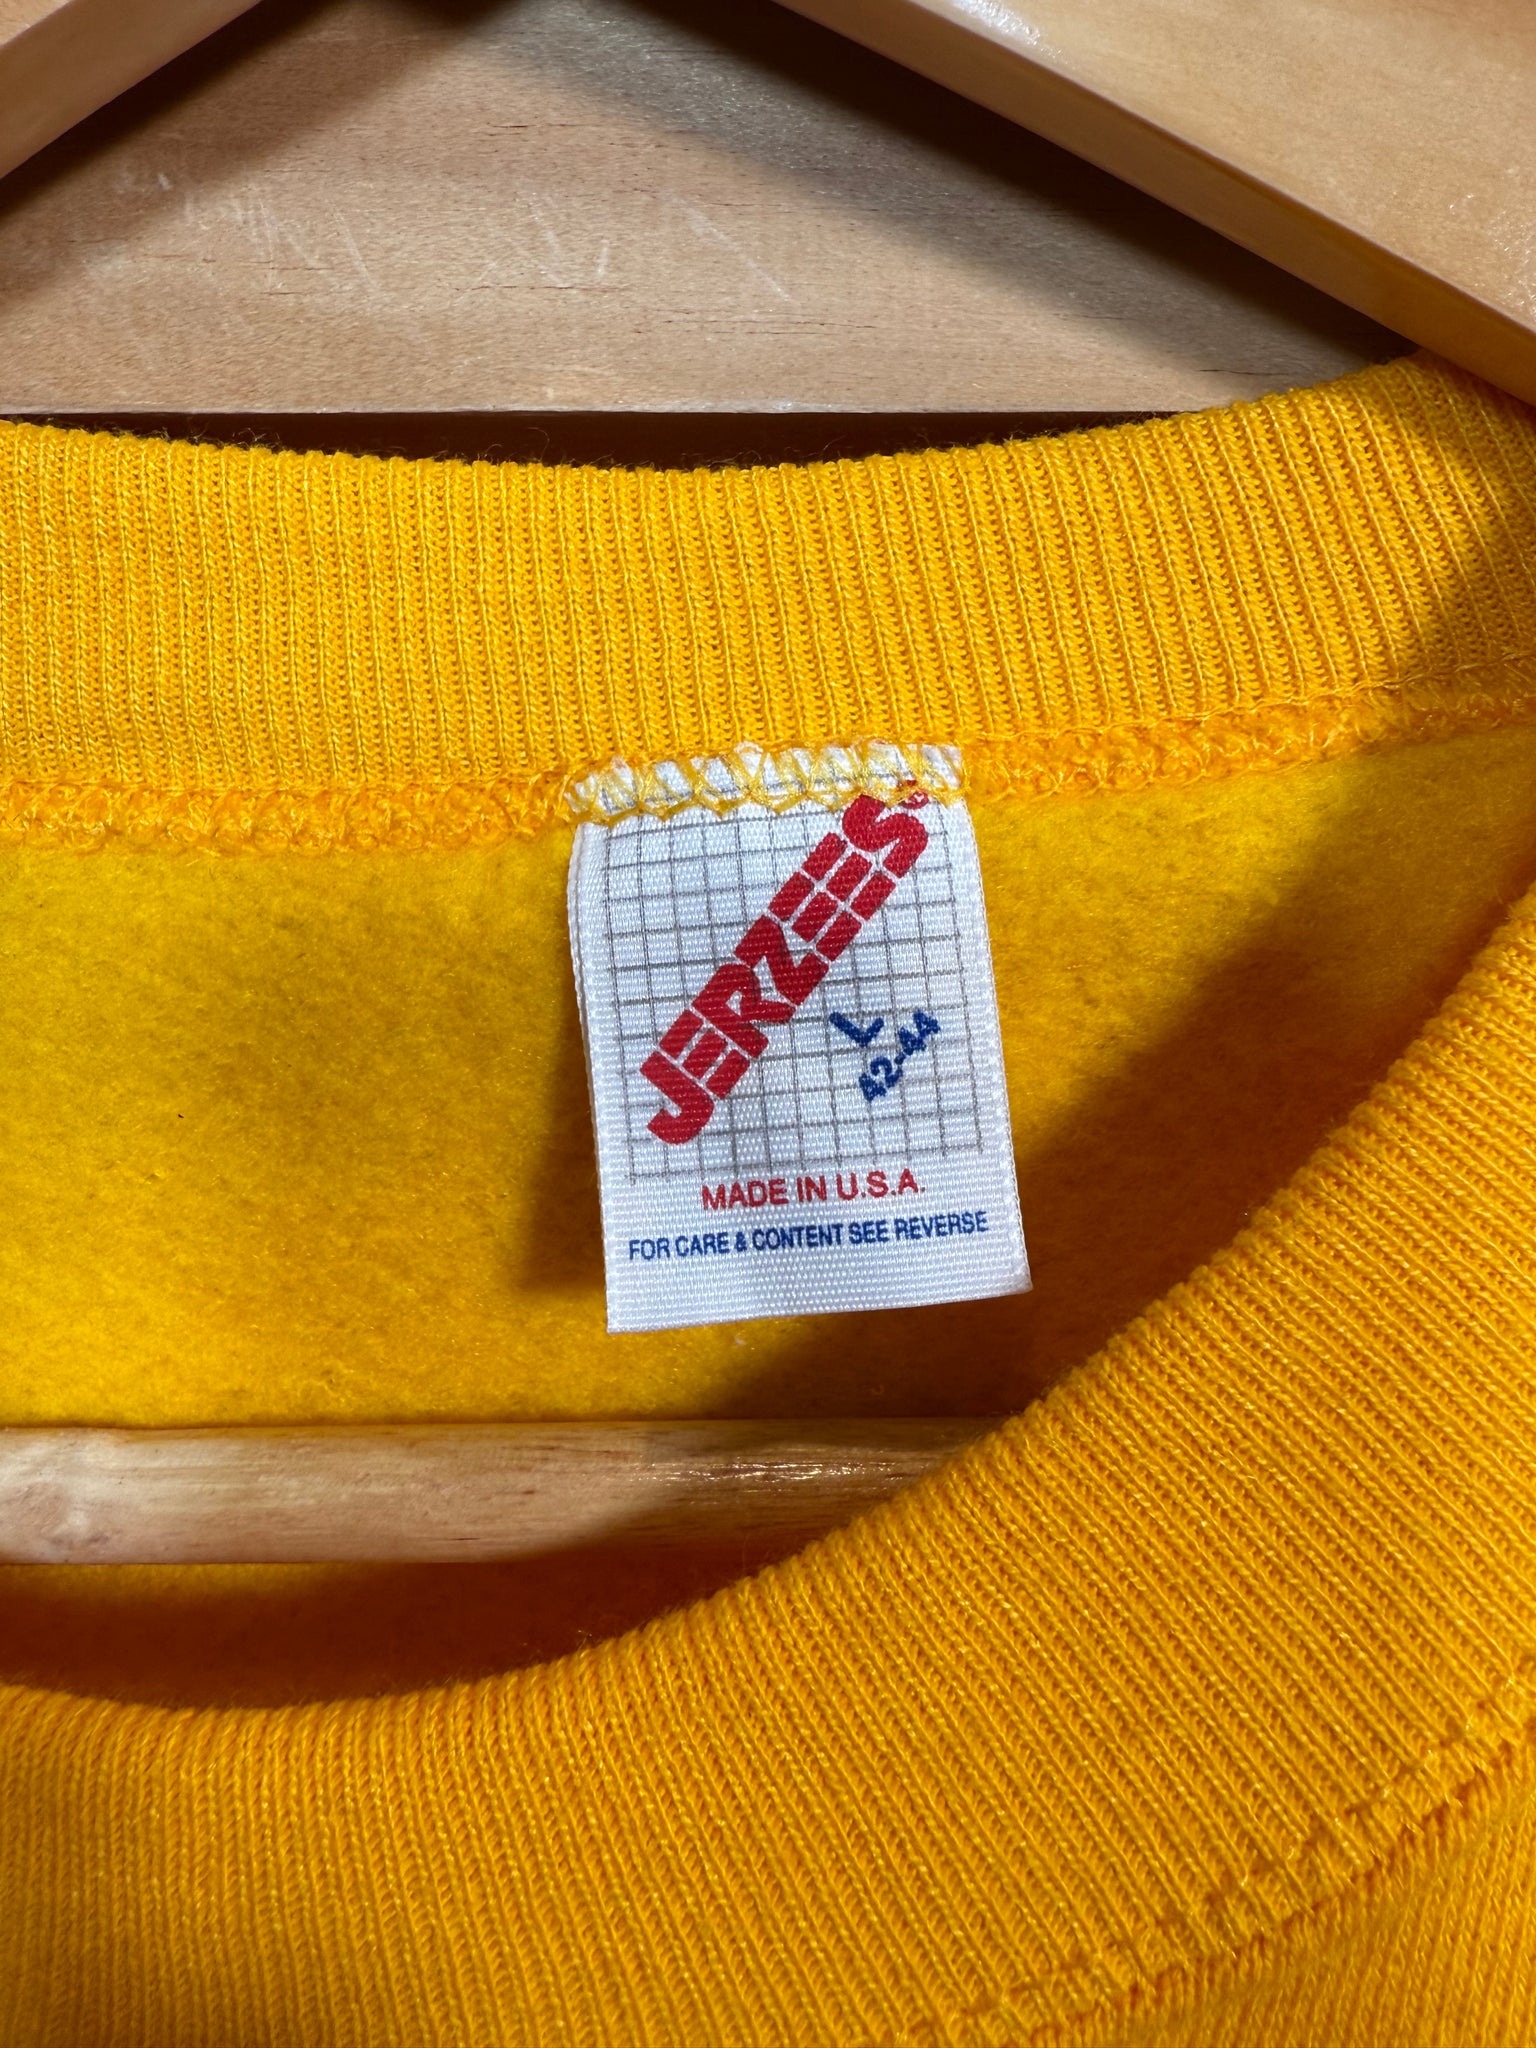 JERZEES
L
42-44
MADE IN U.S.A.
FOR CARE & CONTENT SEE REVERSE